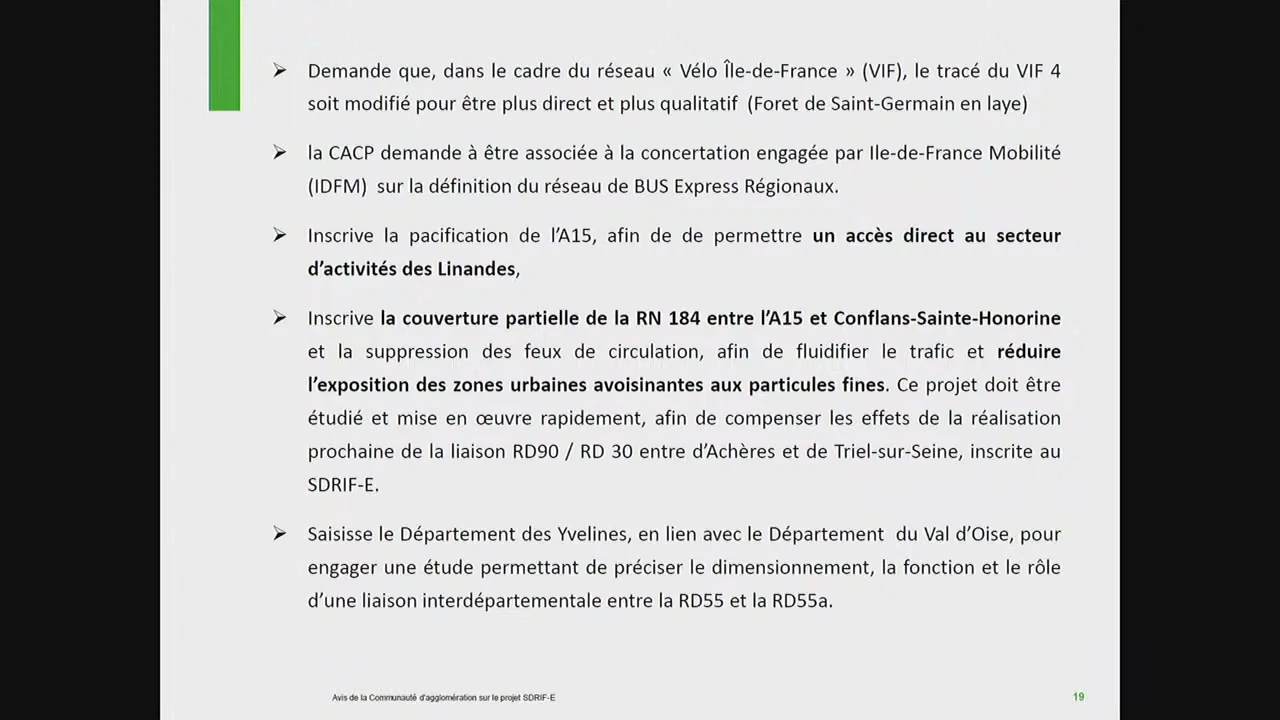 ➢ Demande que, dans le cadre du réseau « Vélo Île-de-France » (VIF), le tracé du VIF 4
soit modifié pour être plus direct et plus qualitatif (Foret de Saint-Germain en laye)
➢ la CACP demande à être associée à la concertation engagée par Ile-de-France Mobilité
(IDFM) sur la définition du réseau de BUS Express Régionaux.
➢ Inscrive la pacification de l’A15, afin de de permettre un accès direct au secteur
d’activités des Linandes,
➢ Inscrive la couverture partielle de la RN 184 entre l’A15 et Conflans-Sainte-Honorine
et la suppression des feux de circulation, afin de fluidifier le trafic et réduire
l’exposition des zones urbaines avoisinantes aux particules fines. Ce projet doit être
étudié et mise en œuvre rapidement, afin de compenser les effets de la réalisation
prochaine de la liaison RD90 / RD 30 entre d’Achères et de Triel-sur-Seine, inscrite au
SDRIF-E.
➢ Saisisse le Département des Yvelines, en lien avec le Département du Val d’Oise, pour
engager une étude permettant de préciser le dimensionnement, la fonction et le rôle
d’une liaison interdépartementale entre la RD55 et la RD55a.
Avis de la Communauté d'agglomération sur le projet SDRIF-E
19